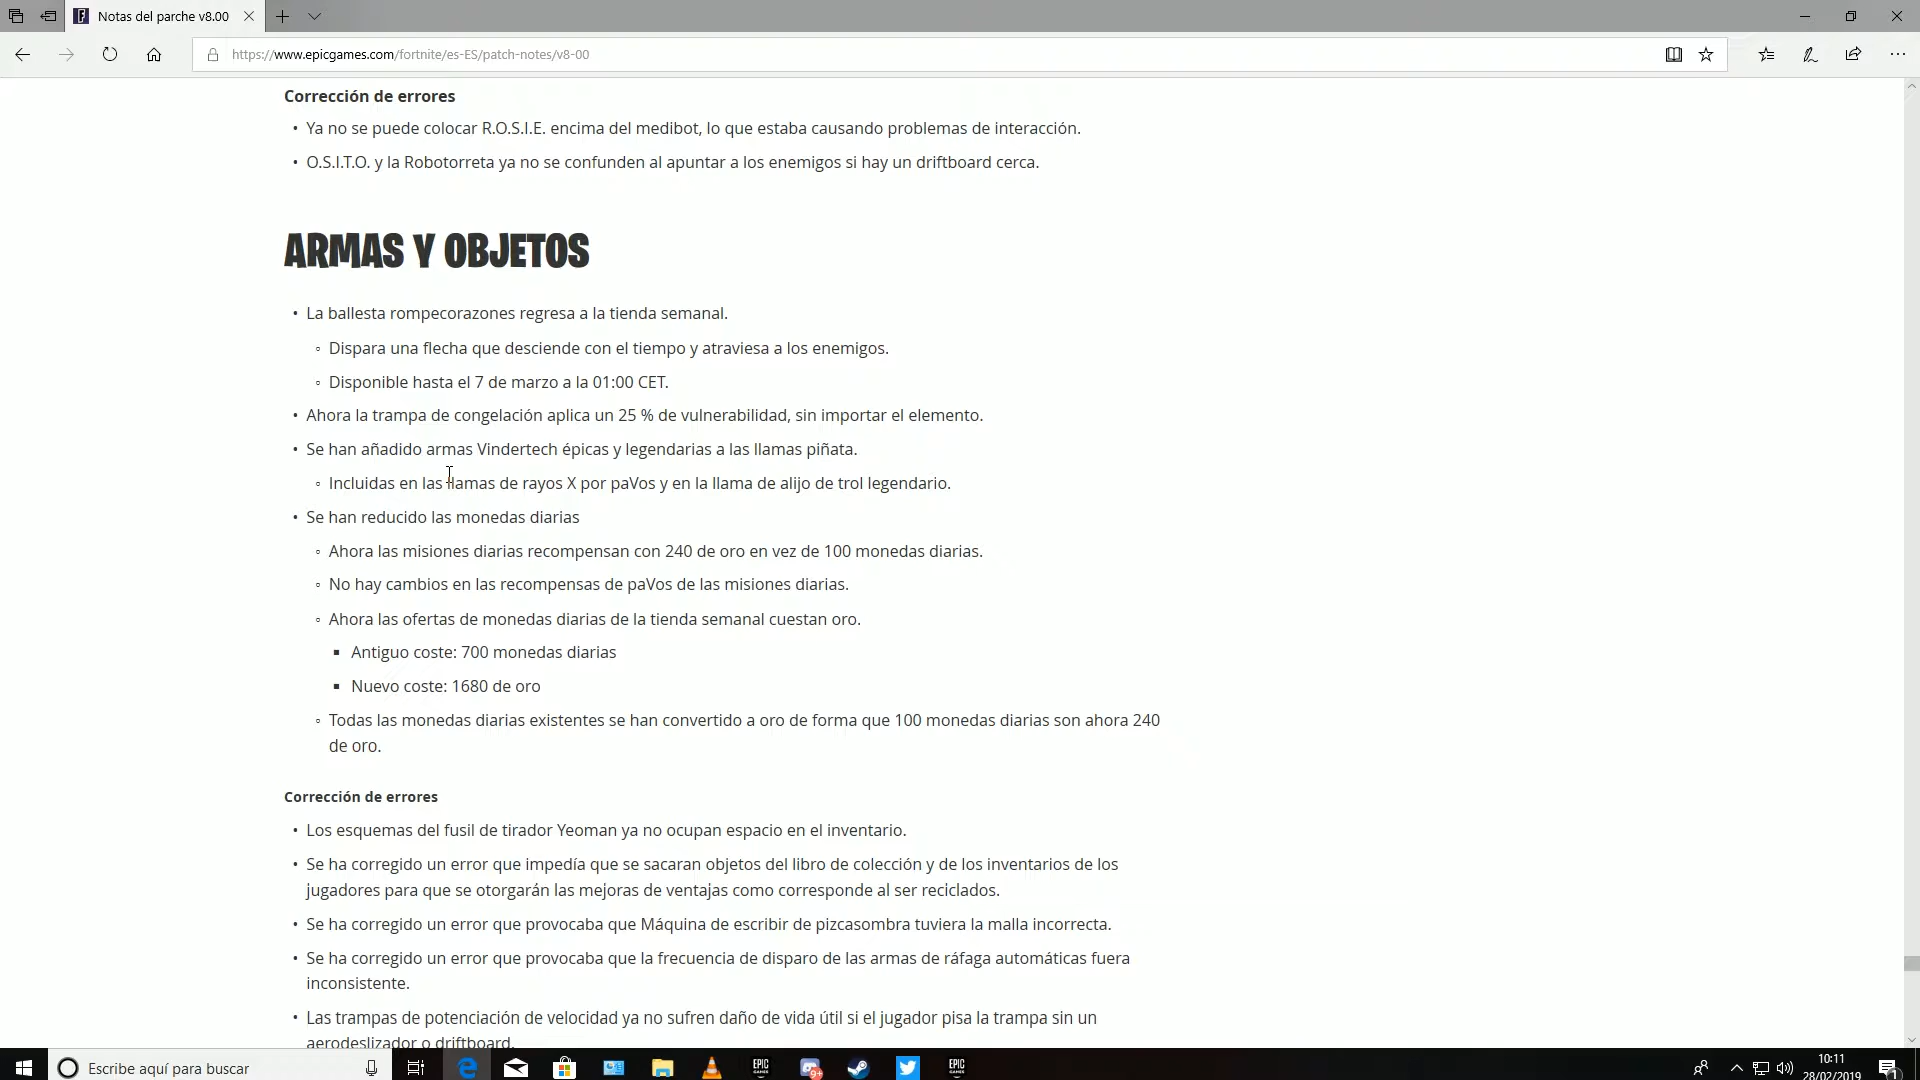 Notas del parche v8.00
https://www.epicgames.com/fortnite/es-ES/patch-notes/v8-00
Corrección de errores
• Ya no se puede colocar R.O.S.I.E. encima del medibot, lo que estaba causando problemas de interacción.
• O.S.I.T.O. y la Robotorreta ya no se confunden al apuntar a los enemigos si hay un driftboard cerca.
ARMAS Y OBJETOS
• La ballesta rompecorazones regresa a la tienda semanal.
◦ Dispara una flecha que desciende con el tiempo y atraviesa a los enemigos.
◦ Disponible hasta el 7 de marzo a la 01:00 CET.
• Ahora la trampa de congelación aplica un 25 % de vulnerabilidad, sin importar el elemento.
• Se han añadido armas Vindertech épicas y legendarias a las llamas piñata.
◦ Incluidas en las llamas de rayos X por paVos y en la llama de alijo de trol legendario.
• Se han reducido las monedas diarias
◦ Ahora las misiones diarias recompensan con 240 de oro en vez de 100 monedas diarias.
◦ No hay cambios en las recompensas de paVos de las misiones diarias.
◦ Ahora las ofertas de monedas diarias de la tienda semanal cuestan oro.
▪ Antiguo coste: 700 monedas diarias
▪ Nuevo coste: 1680 de oro
◦ Todas las monedas diarias existentes se han convertido a oro de forma que 100 monedas diarias son ahora 240
de oro.
Corrección de errores
• Los esquemas del fusil de tirador Yeoman ya no ocupan espacio en el inventario.
• Se ha corregido un error que impedía que se sacaran objetos del libro de colección y de los inventarios de los
jugadores para que se otorgarán las mejoras de ventajas como corresponde al ser reciclados.
• Se ha corregido un error que provocaba que Máquina de escribir de pizcasombra tuviera la malla incorrecta.
• Se ha corregido un error que provocaba que la frecuencia de disparo de las armas de ráfaga automáticas fuera
inconsistente.
• Las trampas de potenciación de velocidad ya no sufren daño de vida útil si el jugador pisa la trampa sin un
aerodeslizador o driftboard.
Escribe aquí para buscar
EPIC GAMES
9+
EPIC GAMES
10:11
28/02/2019
1